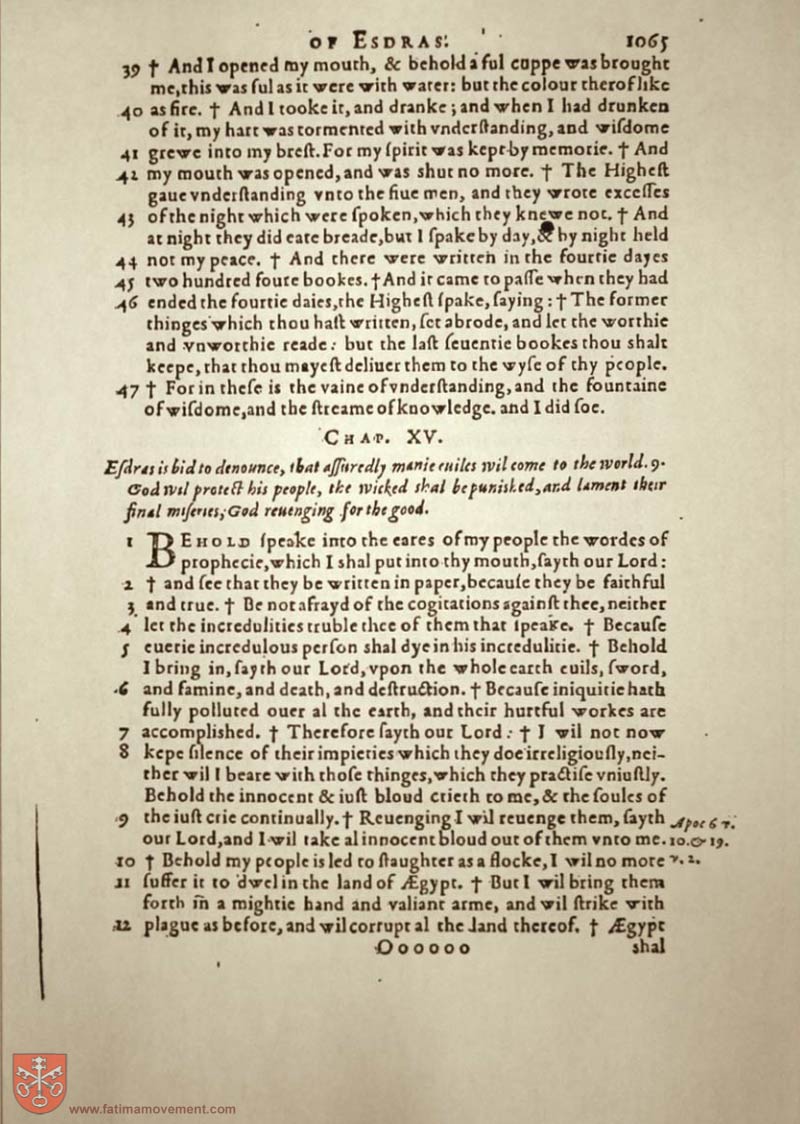 OF ESDRAS. 1065
39 † And I opened my mouth, & behold a ful cuppe was brought
me, this was ful as it were with water: but the colour therof like
40 as fire. † And I tooke it, and dranke; and when I had drunken
of it, my hart was tormented with vnderſtanding, and wiſdome
41 grewe into my breſt. For my ſpirit was kept by memorie. † And
42 my mouth was opened, and was ſhut no more. † The Higheſt
gaue vnderſtanding vnto the fiue men, and they wrote exceſſes
43 of the night which were ſpoken, which they knewe not. † And
at night they did eate breade, but I ſpake by day, & by night held
44 not my peace. † And there were written in the fourtie dayes
45 two hundred foure bookes. † And it came to paſſe when they had
46 ended the fourtie daies, the Higheſt ſpake, ſaying: † The former
thinges which thou haſt written, ſet abrode, and let the worthie
and vnworthie reade: but the laſt ſeuentie bookes thou shalt
keepe, that thou mayeſt deliuer them to the wyſe of thy people.
47 † For in theſe is the vaine of vnderſtanding, and the fountaine
of wiſdome, and the ſtreame of knowledge. and I did ſoe.
CHAP. XV.
Eſdras is bid to denounce, that aſſuredly manie euiles wil come to the world. 9.
God wil protect his people, the wicked shal be punished, and lament their
final miſeries, God reuenging for the good.
1 BEHOLD ſpeake into the eares of my people the wordes of
prophecie, which I shal put into thy mouth, ſayth our Lord:
2 † and ſee that they be written in paper, becauſe they be faithful
3 and true. † Be not afrayd of the cogitations againſt thee, neither
4 let the incredulities truble thee of them that ſpeake. † Becauſe
5 euerie incredulous perſon shal dye in his incredulitie. † Behold
I bring in, ſayth our Lord, vpon the whole earth euils, ſword,
6 and famine, and death, and deſtruction. † Becauſe iniquitie hath
fully polluted ouer al the earth, and their hurtful workes are
7 accomplished. † Therefore ſayth our Lord: † I wil not now
8 kepe ſilence of their impieties which they doe irreligiouſly, nei-
ther wil I beare with thoſe thinges, which they practiſe vniuſtly.
Behold the innocent & iuſt bloud crieth to me, & the ſoules of
9 the iuſt crie continually. † Reuenging I wil reuenge them, ſayth Apoc 6 v.
our Lord, and I wil take al innocent bloud out of them vnto me. 10. & 19.
10 † Behold my people is led to ſlaughter as a flocke, I wil no more v. 2.
11 ſuffer it to dwel in the land of Ægypt. † But I wil bring them
forth in a mightie hand and valiant arme, and wil ſtrike with
12 plague as before, and wil corrupt al the land thereof. † Ægypt
Oooooo shal
www.fatimamovement.com